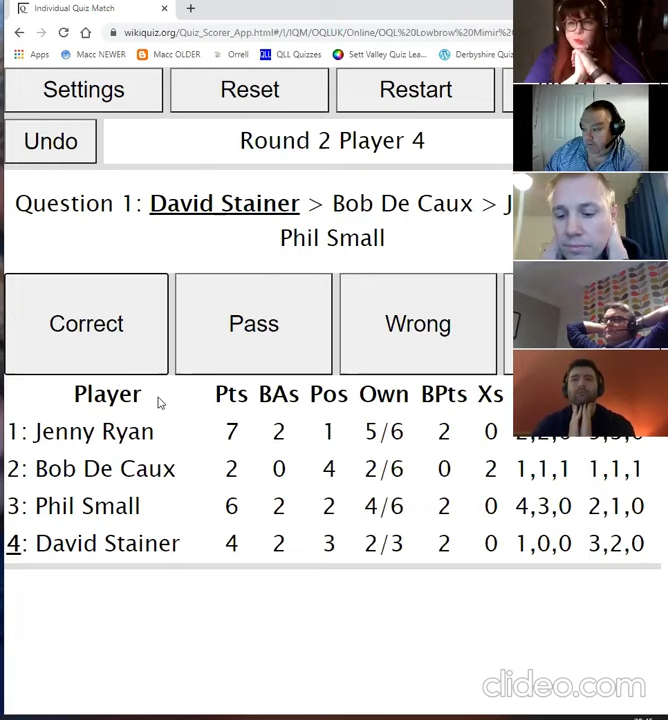 Individual Quiz Match
wikiquiz.org/Quiz_Scorer_App.html#/I/IQM/OQLUK/Online/OQL%20Lowbrow%20Mimir%2
Apps Macc NEWER Macc OLDER Orrell QLL Quizzes Sett Valley Quiz Lea... Derbyshire Quiz
Settings Reset Restart
Undo Round 2 Player 4
Question 1: David Stainer > Bob De Caux > J
Phil Small
Correct Pass Wrong
Player Pts BAs Pos Own BPts Xs
1: Jenny Ryan 7 2 1 5/6 2 0
2: Bob De Caux 2 0 4 2/6 0 2 1,1,1 1,1,1
3: Phil Small 6 2 2 4/6 2 0 4,3,0 2,1,0
4: David Stainer 4 2 3 2/3 2 0 1,0,0 3,2,0
clideo.com